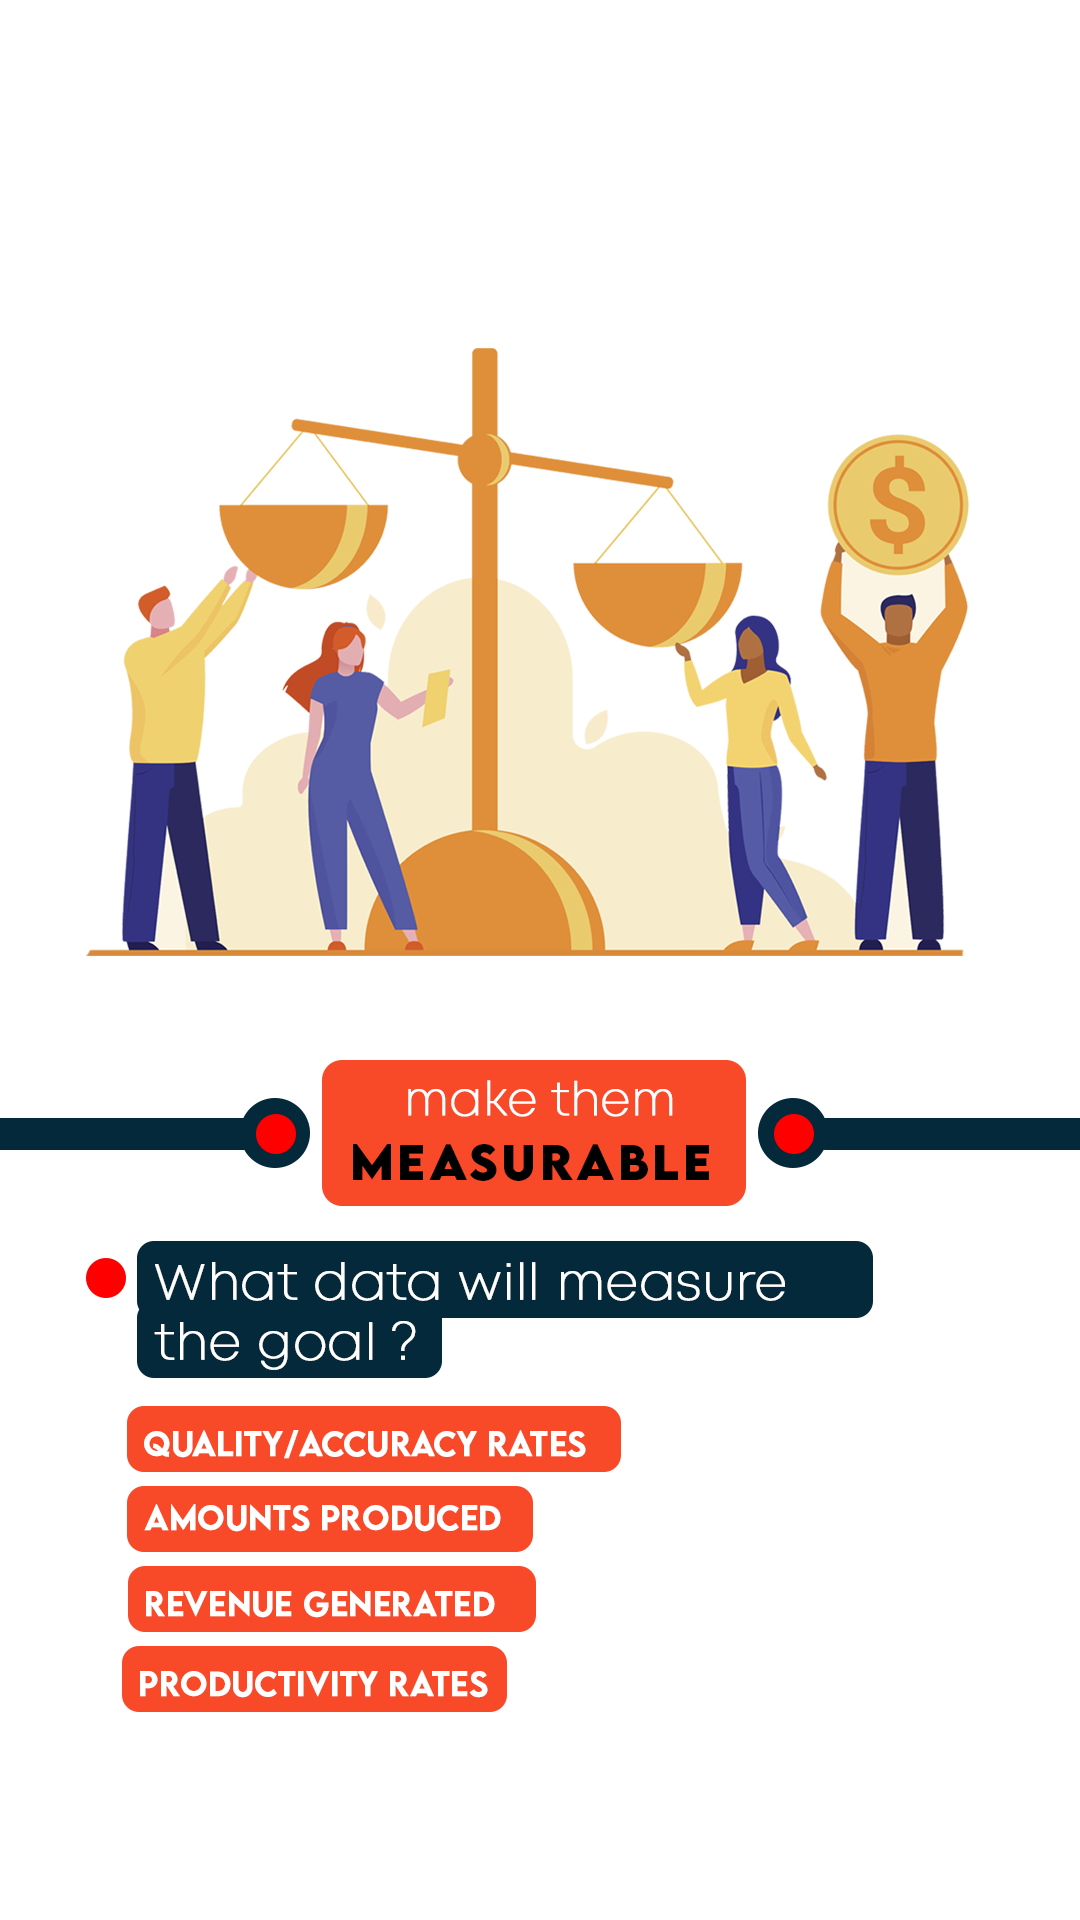 $
make them
MEASURABLE
What data will measure
the goal ?
QUALITY/ACCURACY RATES
AMOUNTS PRODUCED
REVENUE GENERATED
PRODUCTIVITY RATES